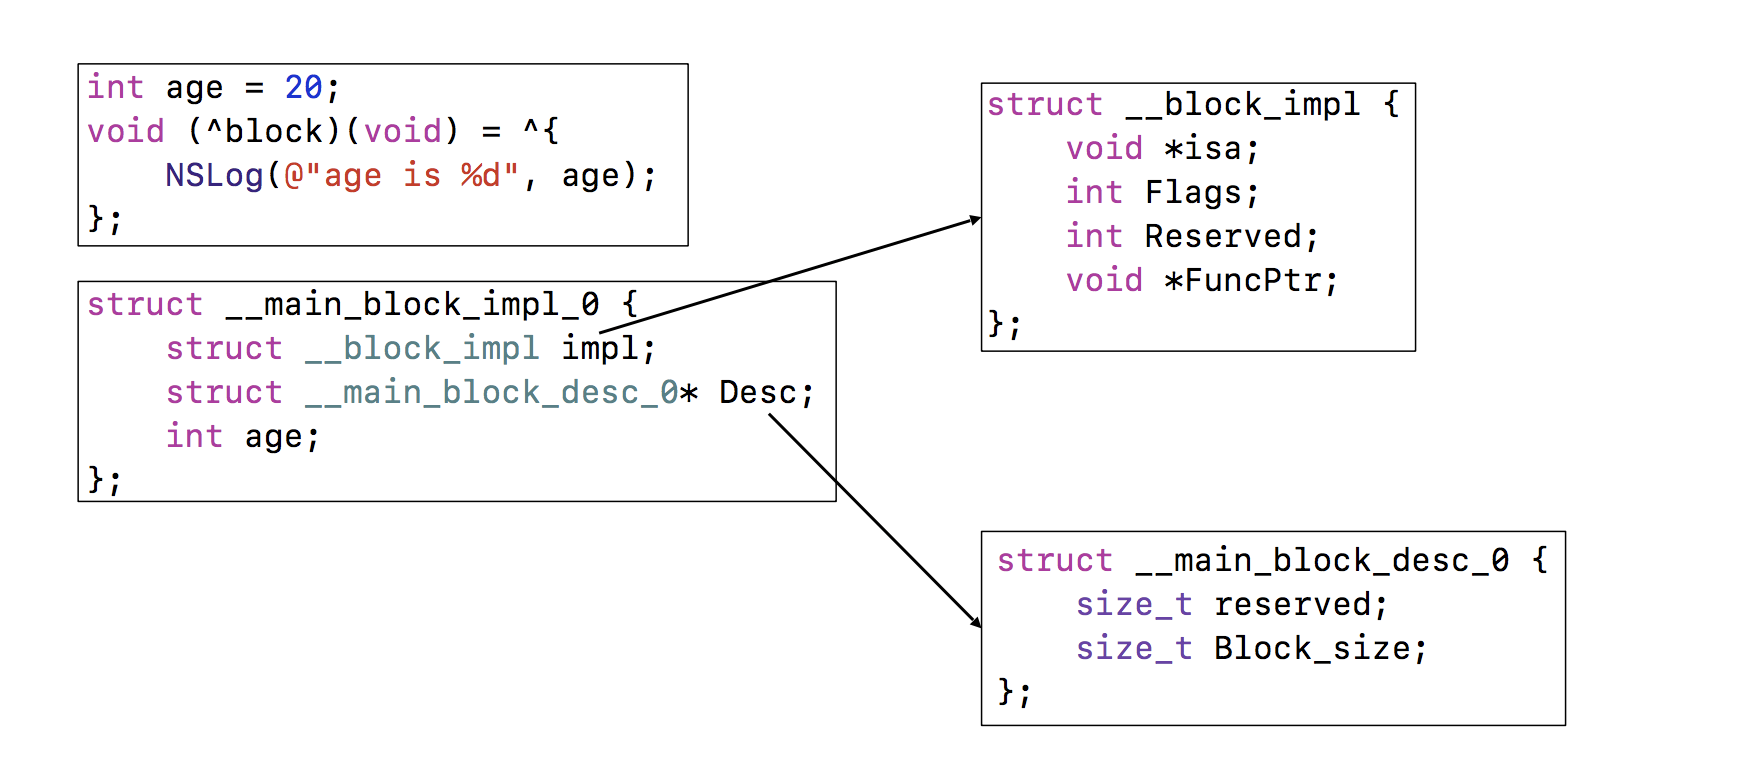 int age = 20;
void (^block)(void) = ^{
    NSLog(@"age is %d", age);
};
struct __main_block_impl_0 {
    struct __block_impl impl;
    struct __main_block_desc_0* Desc;
    int age;
};
struct __block_impl {
    void *isa;
    int Flags;
    int Reserved;
    void *FuncPtr;
};
struct __main_block_desc_0 {
    size_t reserved;
    size_t Block_size;
};